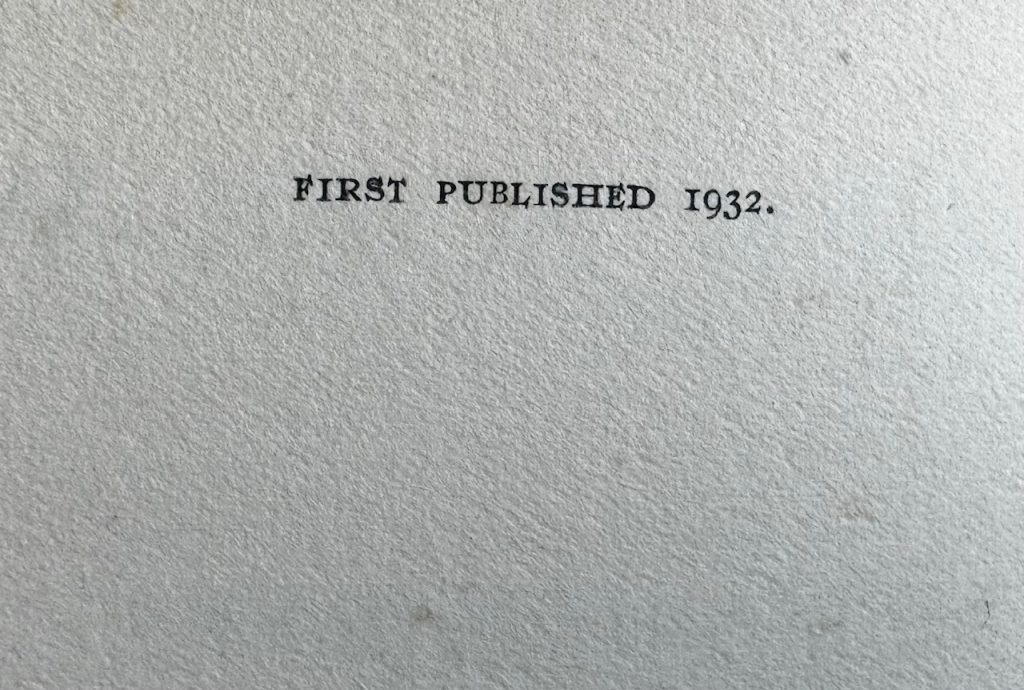 FIRST PUBLISHED 1932.